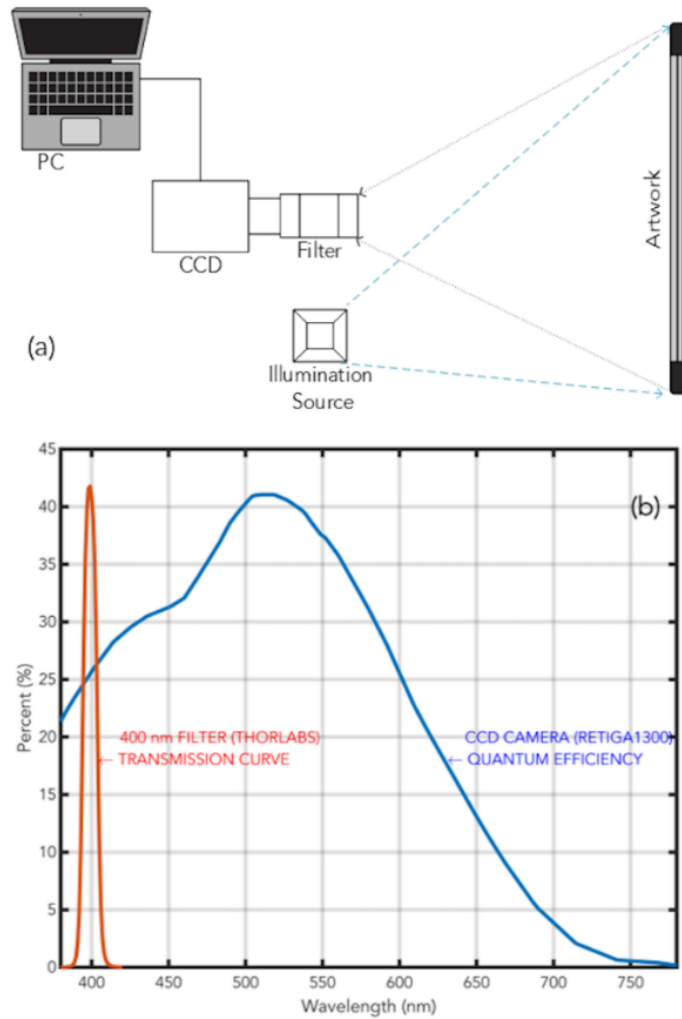 PC
CCD
Filter
Artwork
(a)
Illumination
Source
(b)
45
40
35
30
25
20
15
10
5
0
Percent (%)
400 nm FILTER (THORLABS)
← TRANSMISSION CURVE
CCD CAMERA (RETIGA1300)
← QUANTUM EFFICIENCY
400 450 500 550 600 650 700 750
Wavelength (nm)